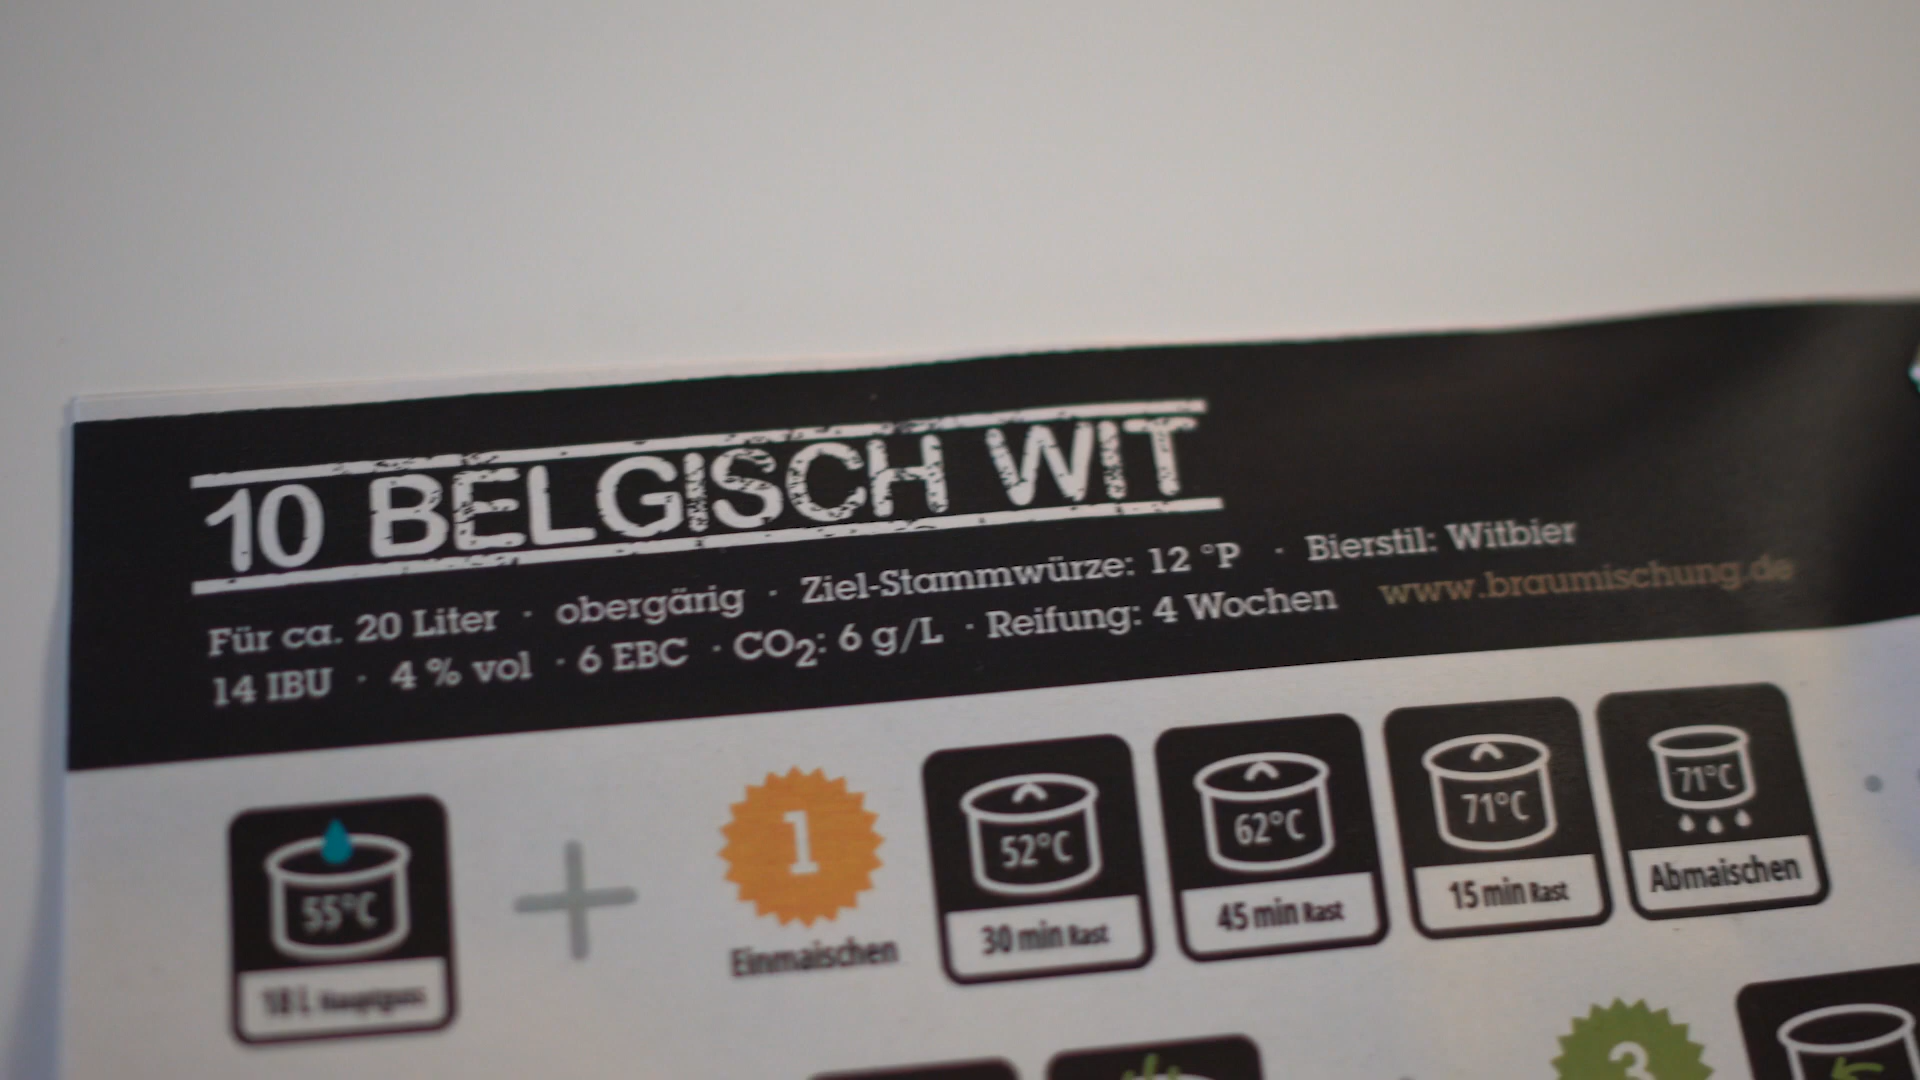 10 BELGISCH WIT
Für ca. 20 Liter · obergärig · Ziel-Stammwürze: 12 °P · Bierstil: Witbier
14 IBU · 4 % vol · 6 EBC · CO₂: 6 g/L · Reifung: 4 Wochen www.braumischung.de
55°C
18 L Hauptguss
+
1
Einmaischen
52°C
30 min Rast
62°C
45 min Rast
71°C
15 min Rast
71°C
Abmaischen
3